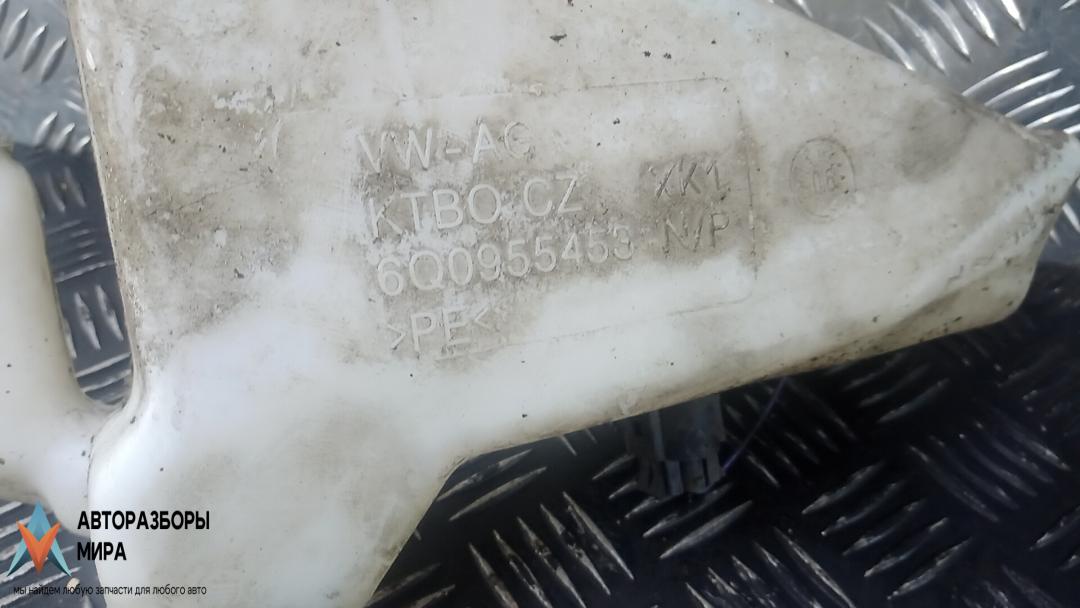 VW-AG
KTBO CZ XK1
6Q0955453 N/P
>PE<
АВТОРАЗБОРЫ
МИРА
мы найдем любую запчасти для любого авто